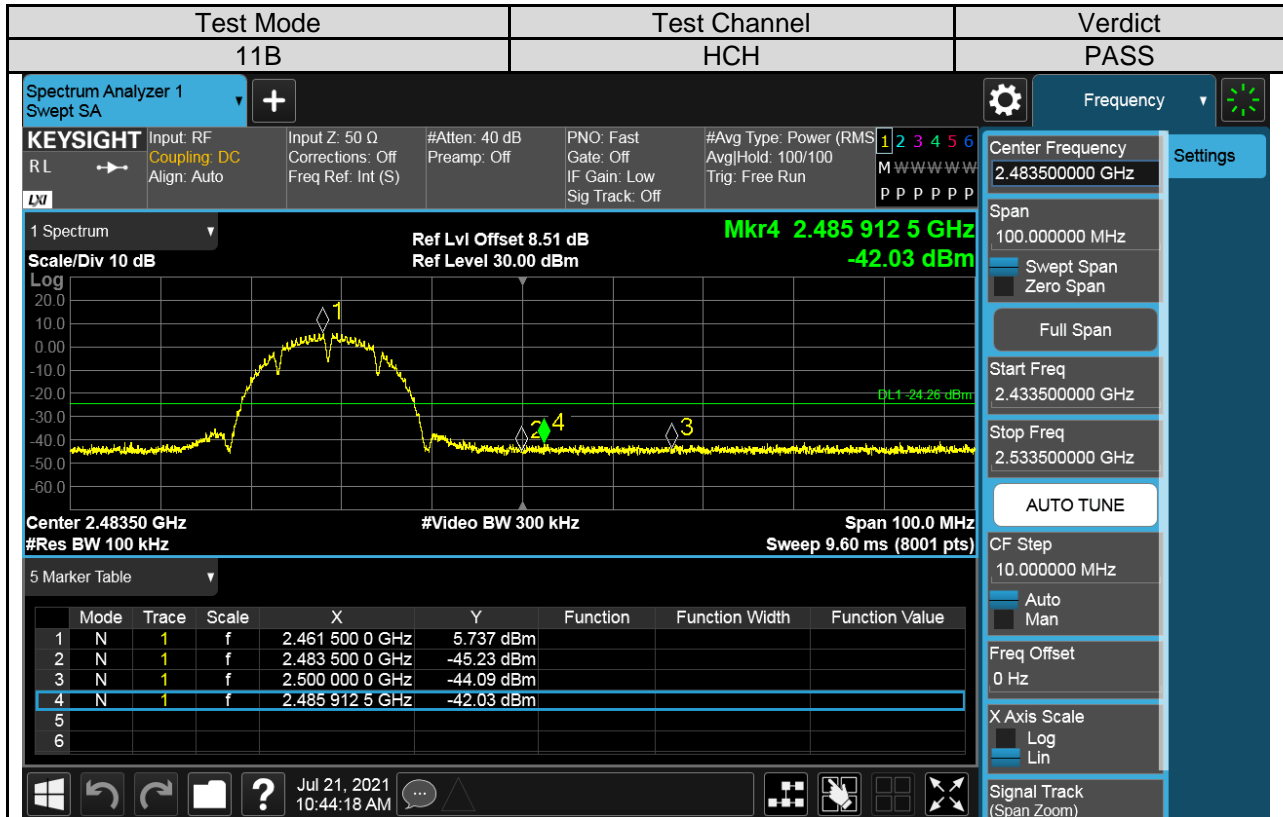 Test Mode Test Channel Verdict
11B HCH PASS
Spectrum Analyzer 1
Swept SA
+
Frequency
KEYSIGHT
RL
LXI
Input: RF
Coupling: DC
Align: Auto
Input Z: 50 Ω
Corrections: Off
Freq Ref: Int (S)
#Atten: 40 dB
Preamp: Off
PNO: Fast
Gate: Off
IF Gain: Low
Sig Track: Off
#Avg Type: Power (RMS
Avg|Hold: 100/100
Trig: Free Run
1 2 3 4 5 6
M W W W W W
P P P P P P
1 Spectrum
Scale/Div 10 dB
Ref Lvl Offset 8.51 dB
Ref Level 30.00 dBm
Mkr4 2.485 912 5 GHz
-42.03 dBm
Log
20.0
10.0
0.00
-10.0
-20.0
-30.0
-40.0
-50.0
-60.0
1
2
4
3
DL1 -24.26 dBm
Center 2.48350 GHz #Video BW 300 kHz Span 100.0 MHz
#Res BW 100 kHz Sweep 9.60 ms (8001 pts)
5 Marker Table
Mode Trace Scale X Y Function Function Width Function Value
1 N 1 f 2.461 500 0 GHz 5.737 dBm
2 N 1 f 2.483 500 0 GHz -45.23 dBm
3 N 1 f 2.500 000 0 GHz -44.09 dBm
4 N 1 f 2.485 912 5 GHz -42.03 dBm
5
6
?
Jul 21, 2021
10:44:18 AM
Center Frequency
2.483500000 GHz
Settings
Span
100.000000 MHz
Swept Span
Zero Span
Full Span
Start Freq
2.433500000 GHz
Stop Freq
2.533500000 GHz
AUTO TUNE
CF Step
10.000000 MHz
Auto
Man
Freq Offset
0 Hz
X Axis Scale
Log
Lin
Signal Track
(Span Zoom)